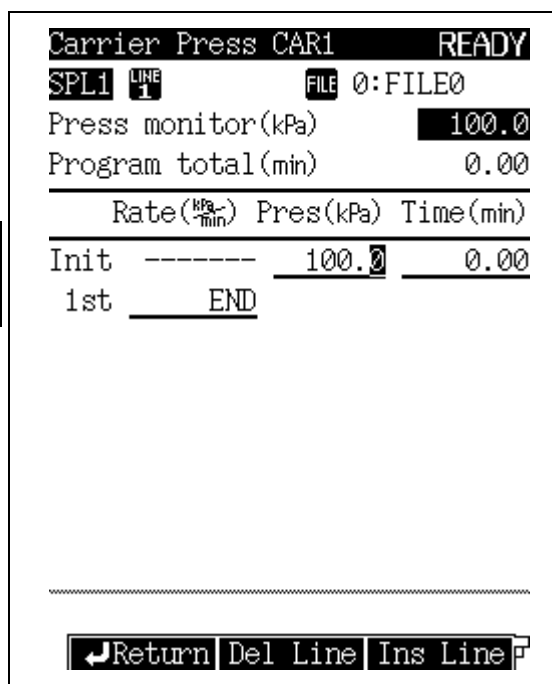 Carrier Press CAR1 READY
SPL1 LINE 1 FILE 0:FILE0
Press monitor(kPa) 100.0
Program total(min) 0.00
Rate(kPa/min) Pres(kPa) Time(min)
Init ------- 100.0 0.00
1st END
↵Return Del Line Ins Line